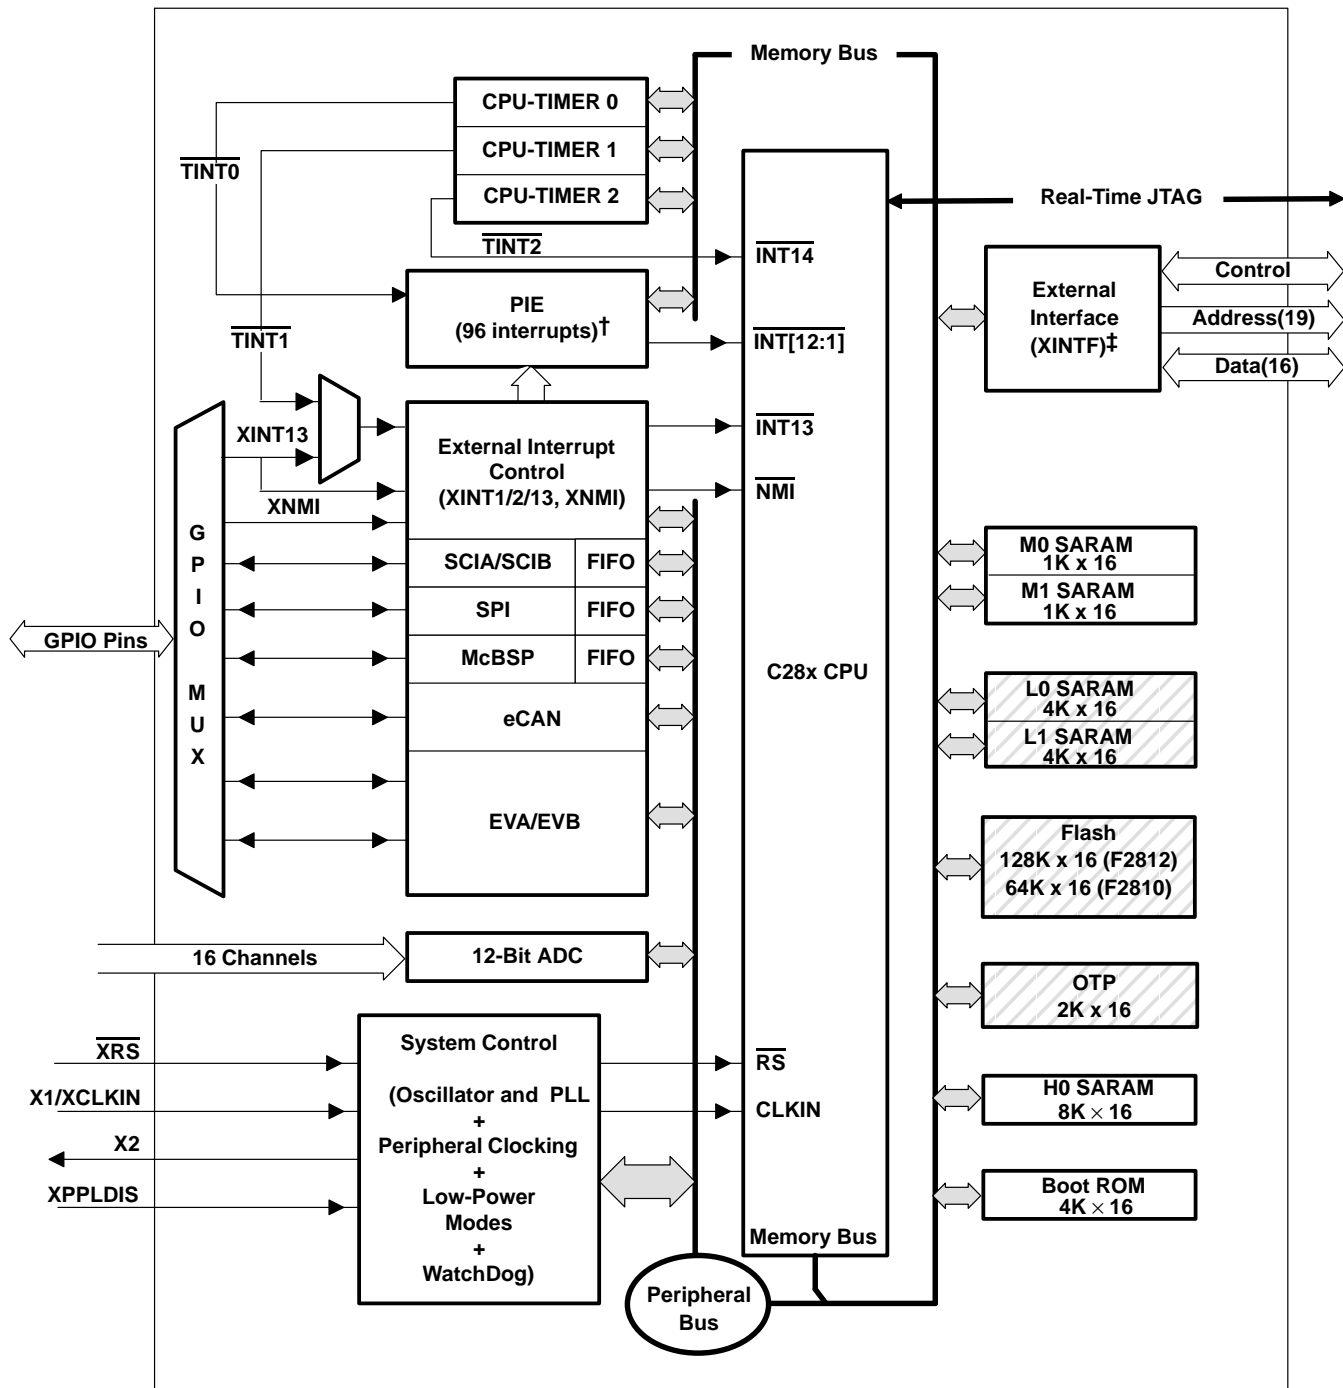 Memory Bus
CPU-TIMER 0
CPU-TIMER 1
CPU-TIMER 2
TINT0
TINT2
TINT1
Real-Time JTAG
INT14
PIE
(96 interrupts)†
INT[12:1]
External
Interface
(XINTF)‡
Control
Address(19)
Data(16)
XINT13
XNMI
External Interrupt
Control
(XINT1/2/13, XNMI)
INT13
NMI
GPIO Pins
G
P
I
O
M
U
X
SCIA/SCIB
FIFO
SPI
FIFO
McBSP
FIFO
eCAN
EVA/EVB
C28x CPU
M0 SARAM
1K x 16
M1 SARAM
1K x 16
L0 SARAM
4K x 16
L1 SARAM
4K x 16
Flash
128K x 16 (F2812)
64K x 16 (F2810)
16 Channels
12-Bit ADC
OTP
2K x 16
XRS
X1/XCLKIN
X2
XPPLDIS
System Control
(Oscillator and PLL
+
Peripheral Clocking
+
Low-Power
Modes
+
WatchDog)
RS
CLKIN
H0 SARAM
8K × 16
Boot ROM
4K × 16
Memory Bus
Peripheral
Bus